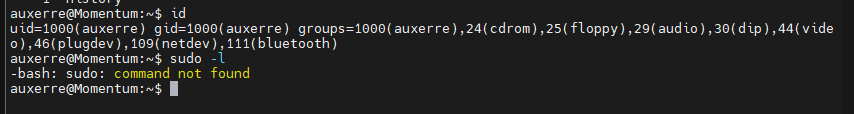 1  history
auxerre@Momentum:~$ id
uid=1000(auxerre) gid=1000(auxerre) groups=1000(auxerre),24(cdrom),25(floppy),29(audio),30(dip),44(vide
o),46(plugdev),109(netdev),111(bluetooth)
auxerre@Momentum:~$ sudo -l
-bash: sudo: command not found
auxerre@Momentum:~$